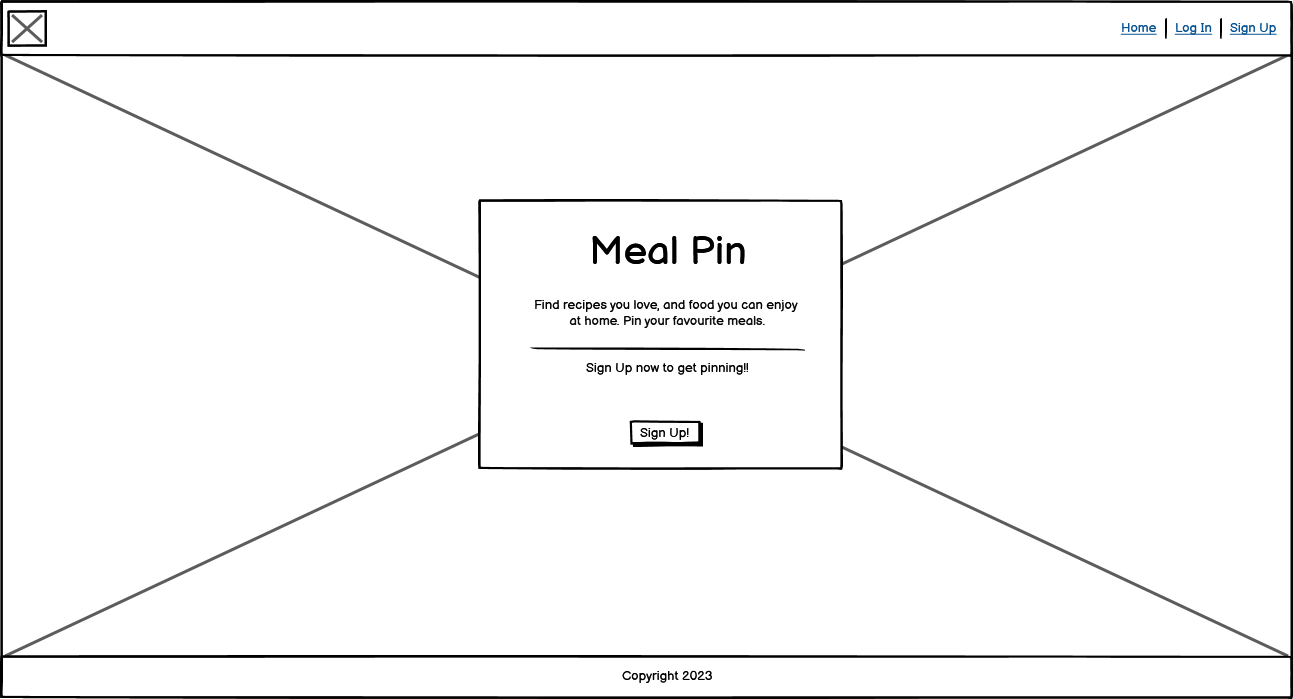 Home | Log In | Sign Up
Meal Pin
Find recipes you love, and food you can enjoy
at home. Pin your favourite meals.
Sign Up now to get pinning!!
Sign Up!
Copyright 2023